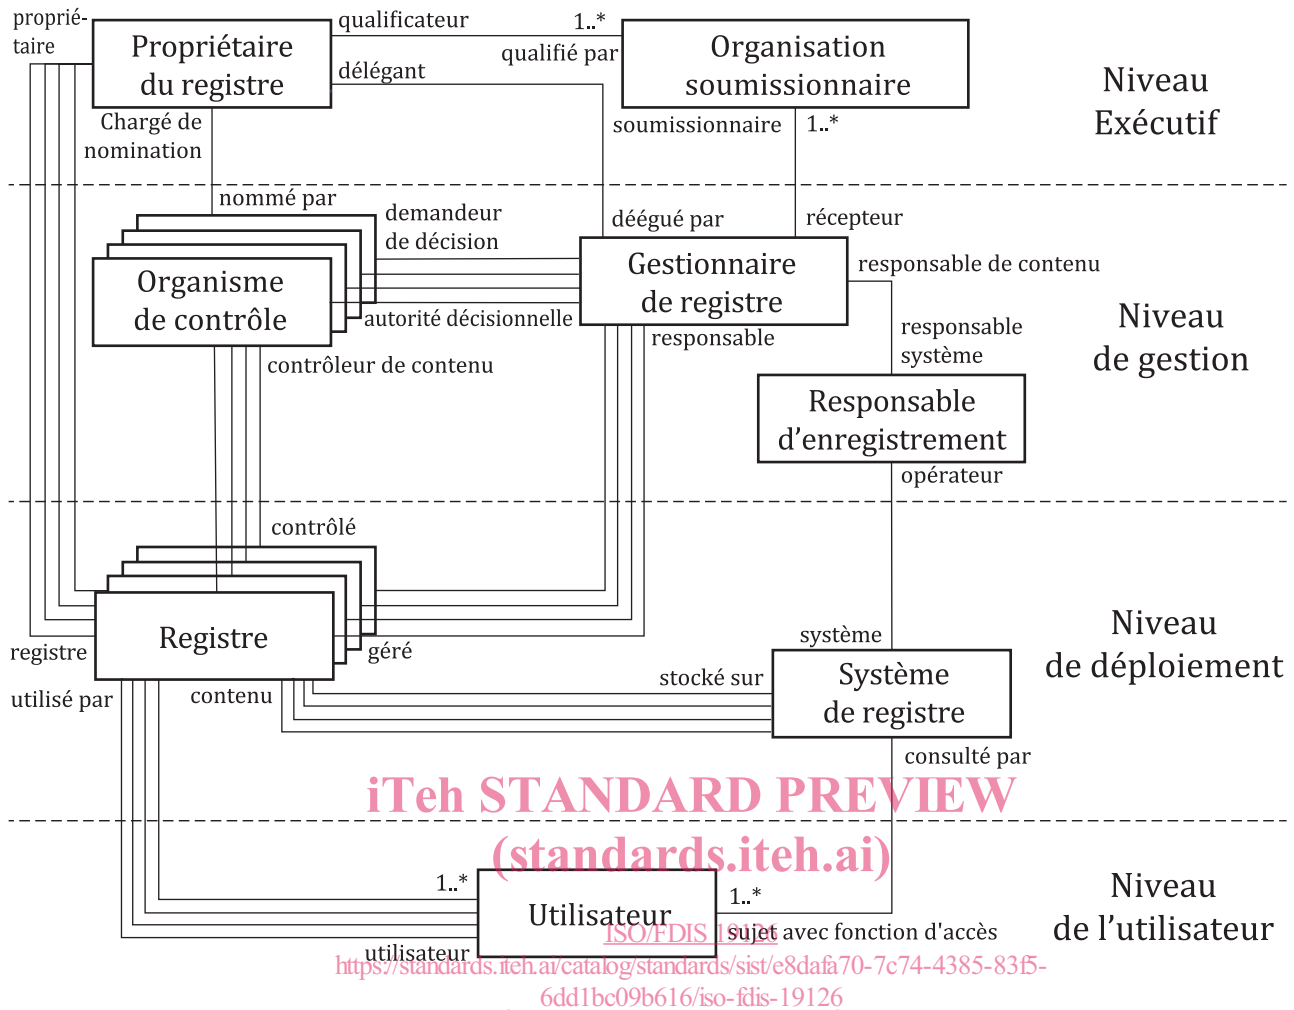 proprié-
taire
Propriétaire
du registre
qualificateur
1..*
qualifié par
délégant
Organisation
soumissionnaire
Niveau
Exécutif
Chargé de
nomination
soumissionnaire
1..*
nommé par
demandeur
de décision
déégué par
récepteur
Organisme
de contrôle
Gestionnaire
de registre
responsable de contenu
autorité décisionnelle
responsable
contrôleur de contenu
responsable
système
Niveau
de gestion
Responsable
d'enregistrement
opérateur
contrôlé
Registre
registre
géré
système
Niveau
de déploiement
utilisé par
contenu
stocké sur
Système
de registre
consulté par
iTeh STANDARD PREVIEW
(standards.iteh.ai)
1..*
Utilisateur
1..*
Niveau
de l'utilisateur
ISO/FDIS 19126
sujet avec fonction d'accès
utilisateur
https://standards.iteh.ai/catalog/standards/sist/e8dafa70-7c74-4385-83f5-
6dd1bc09b616/iso-fdis-19126